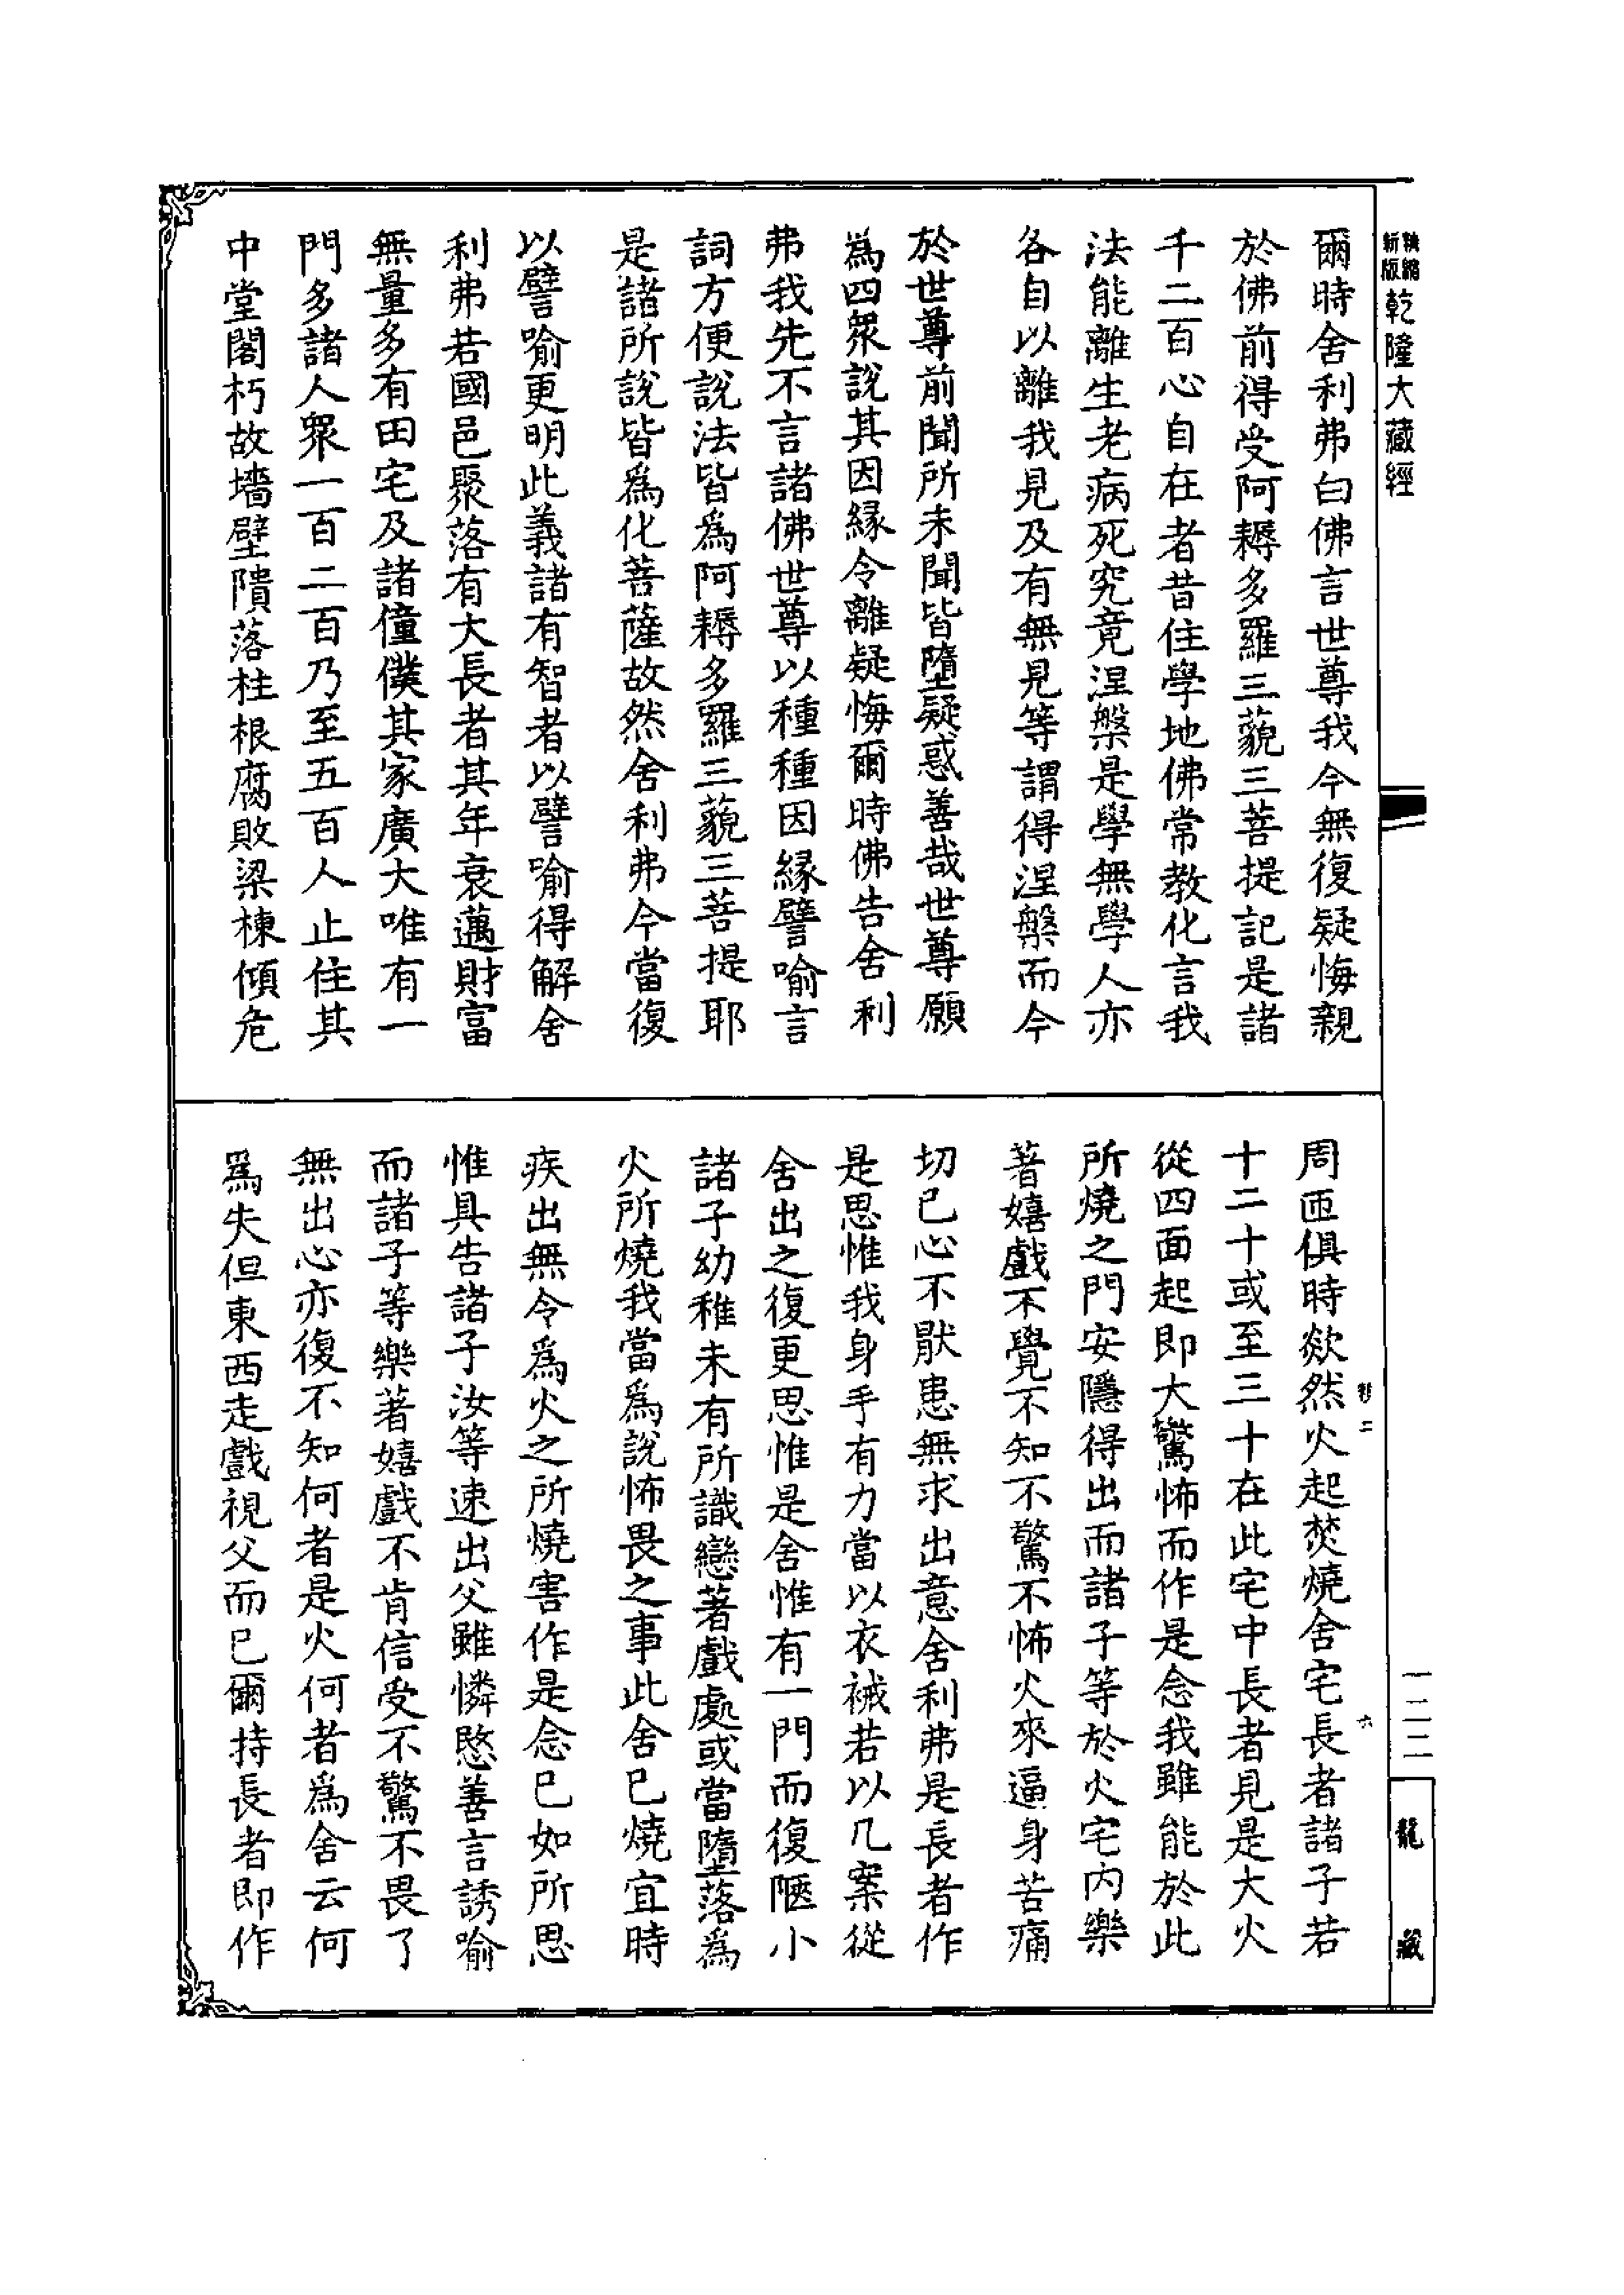 乾隆大藏經
爾時舍利弗白佛言世尊我今無復疑悔親
於佛前得受阿耨多羅三藐三菩提記是諸
千二百心自在者昔住學地佛常教化言我
法能離生老病死究竟涅槃是學無學人亦
各自以離我見及有無見等謂得涅槃而今
於世尊前聞所未聞皆墮疑惑善哉世尊願
為四眾說其因緣令離疑悔爾時佛告舍利
弗我先不言諸佛世尊以種種因緣譬喻言
詞方便說法皆為阿耨多羅三藐三菩提耶
是諸所說皆為化菩薩故然舍利弗今當復
以譬喻更明此義諸有智者以譬喻得解舍
利弗若國邑聚落有大長者其年衰邁財富
無量多有田宅及諸僮僕其家廣大唯有一
門多諸人眾一百二百乃至五百人止住其
中堂閣朽故墻壁隤落柱根腐敗梁棟傾危
周匝俱時欻然火起焚燒舍宅長者諸子若
十二十或至三十在此宅中長者見是大火
從四面起即大驚怖而作是念我雖能於此
所燒之門安隱得出而諸子等於火宅內樂
著嬉戲不覺不知不驚不怖火來逼身苦痛
切已心不厭患無求出意舍利弗是長者作
是思惟我身手有力當以衣裓若以几案從
舍出之復更思惟是舍惟有一門而復陿小
諸子幼稚未有所識戀著戲處或當墮落為
火所燒我當為說怖畏之事此舍已燒宜時
疾出無令為火之所燒害作是念已如所思
惟具告諸子汝等速出父雖憐愍善言誘喻
而諸子等樂著嬉戲不肯信受不驚不畏了
無出心亦復不知何者是火何者為舍云何
為失但東西走戲視父而已爾持長者即作
六
一二二
龍藏